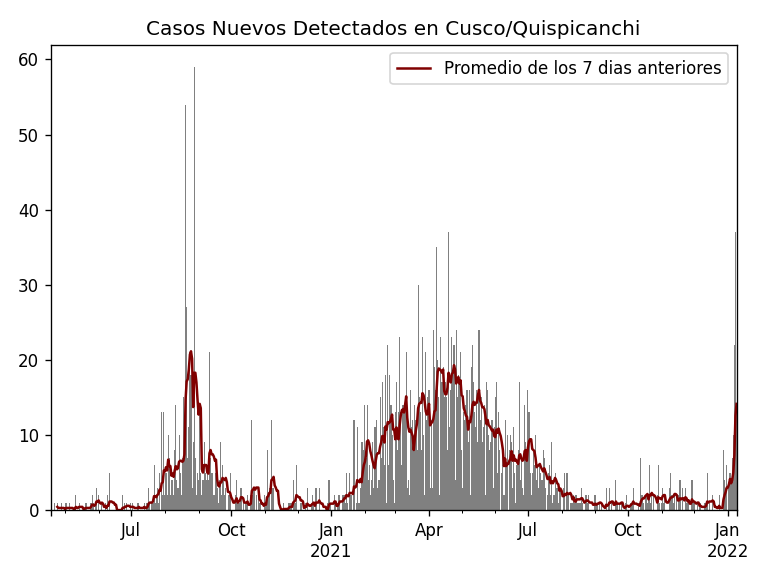 Casos Nuevos Detectados en Cusco/Quispicanchi
Promedio de los 7 dias anteriores
60
50
40
30
20
10
0
Jul Oct Jan Apr Jul Oct Jan
2021 2022